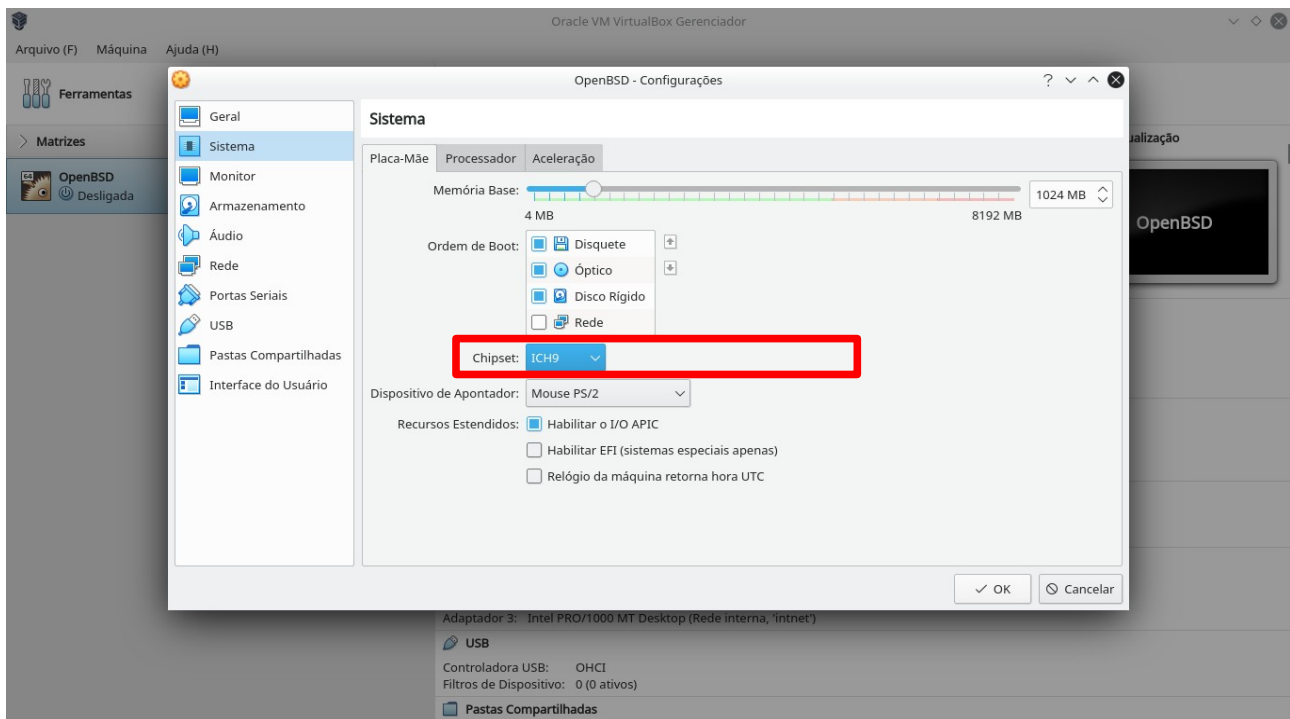 Oracle VM VirtualBox Gerenciador
Arquivo (F) Máquina Ajuda (H)
Ferramentas
Matrizes
64 OpenBSD
Desligada
OpenBSD - Configurações
Geral
Sistema
Monitor
Armazenamento
Áudio
Rede
Portas Seriais
USB
Pastas Compartilhadas
Interface do Usuário
Sistema
Placa-Mãe Processador Aceleração
Memória Base: 1024 MB
4 MB 8192 MB
Ordem de Boot: Disquete
Óptico
Disco Rígido
Rede
Chipset: ICH9
Dispositivo de Apontador: Mouse PS/2
Recursos Estendidos: Habilitar o I/O APIC
Habilitar EFI (sistemas especiais apenas)
Relógio da máquina retorna hora UTC
OK Cancelar
ualização
OpenBSD
Adaptador 3: Intel PRO/1000 MT Desktop (Rede interna, 'intnet')
USB
Controladora USB: OHCI
Filtros de Dispositivo: 0 (0 ativos)
Pastas Compartilhadas